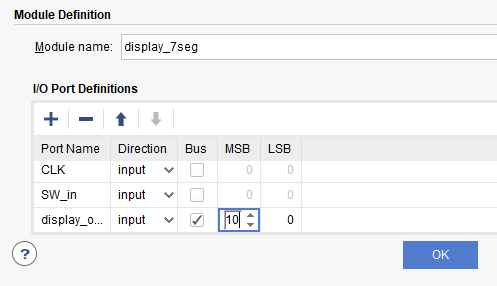 Module Definition
Module name: display_7seg
I/O Port Definitions
Port Name Direction Bus MSB LSB
CLK input 0 0
SW_in input 0 0
display_o... input 10 0
? OK